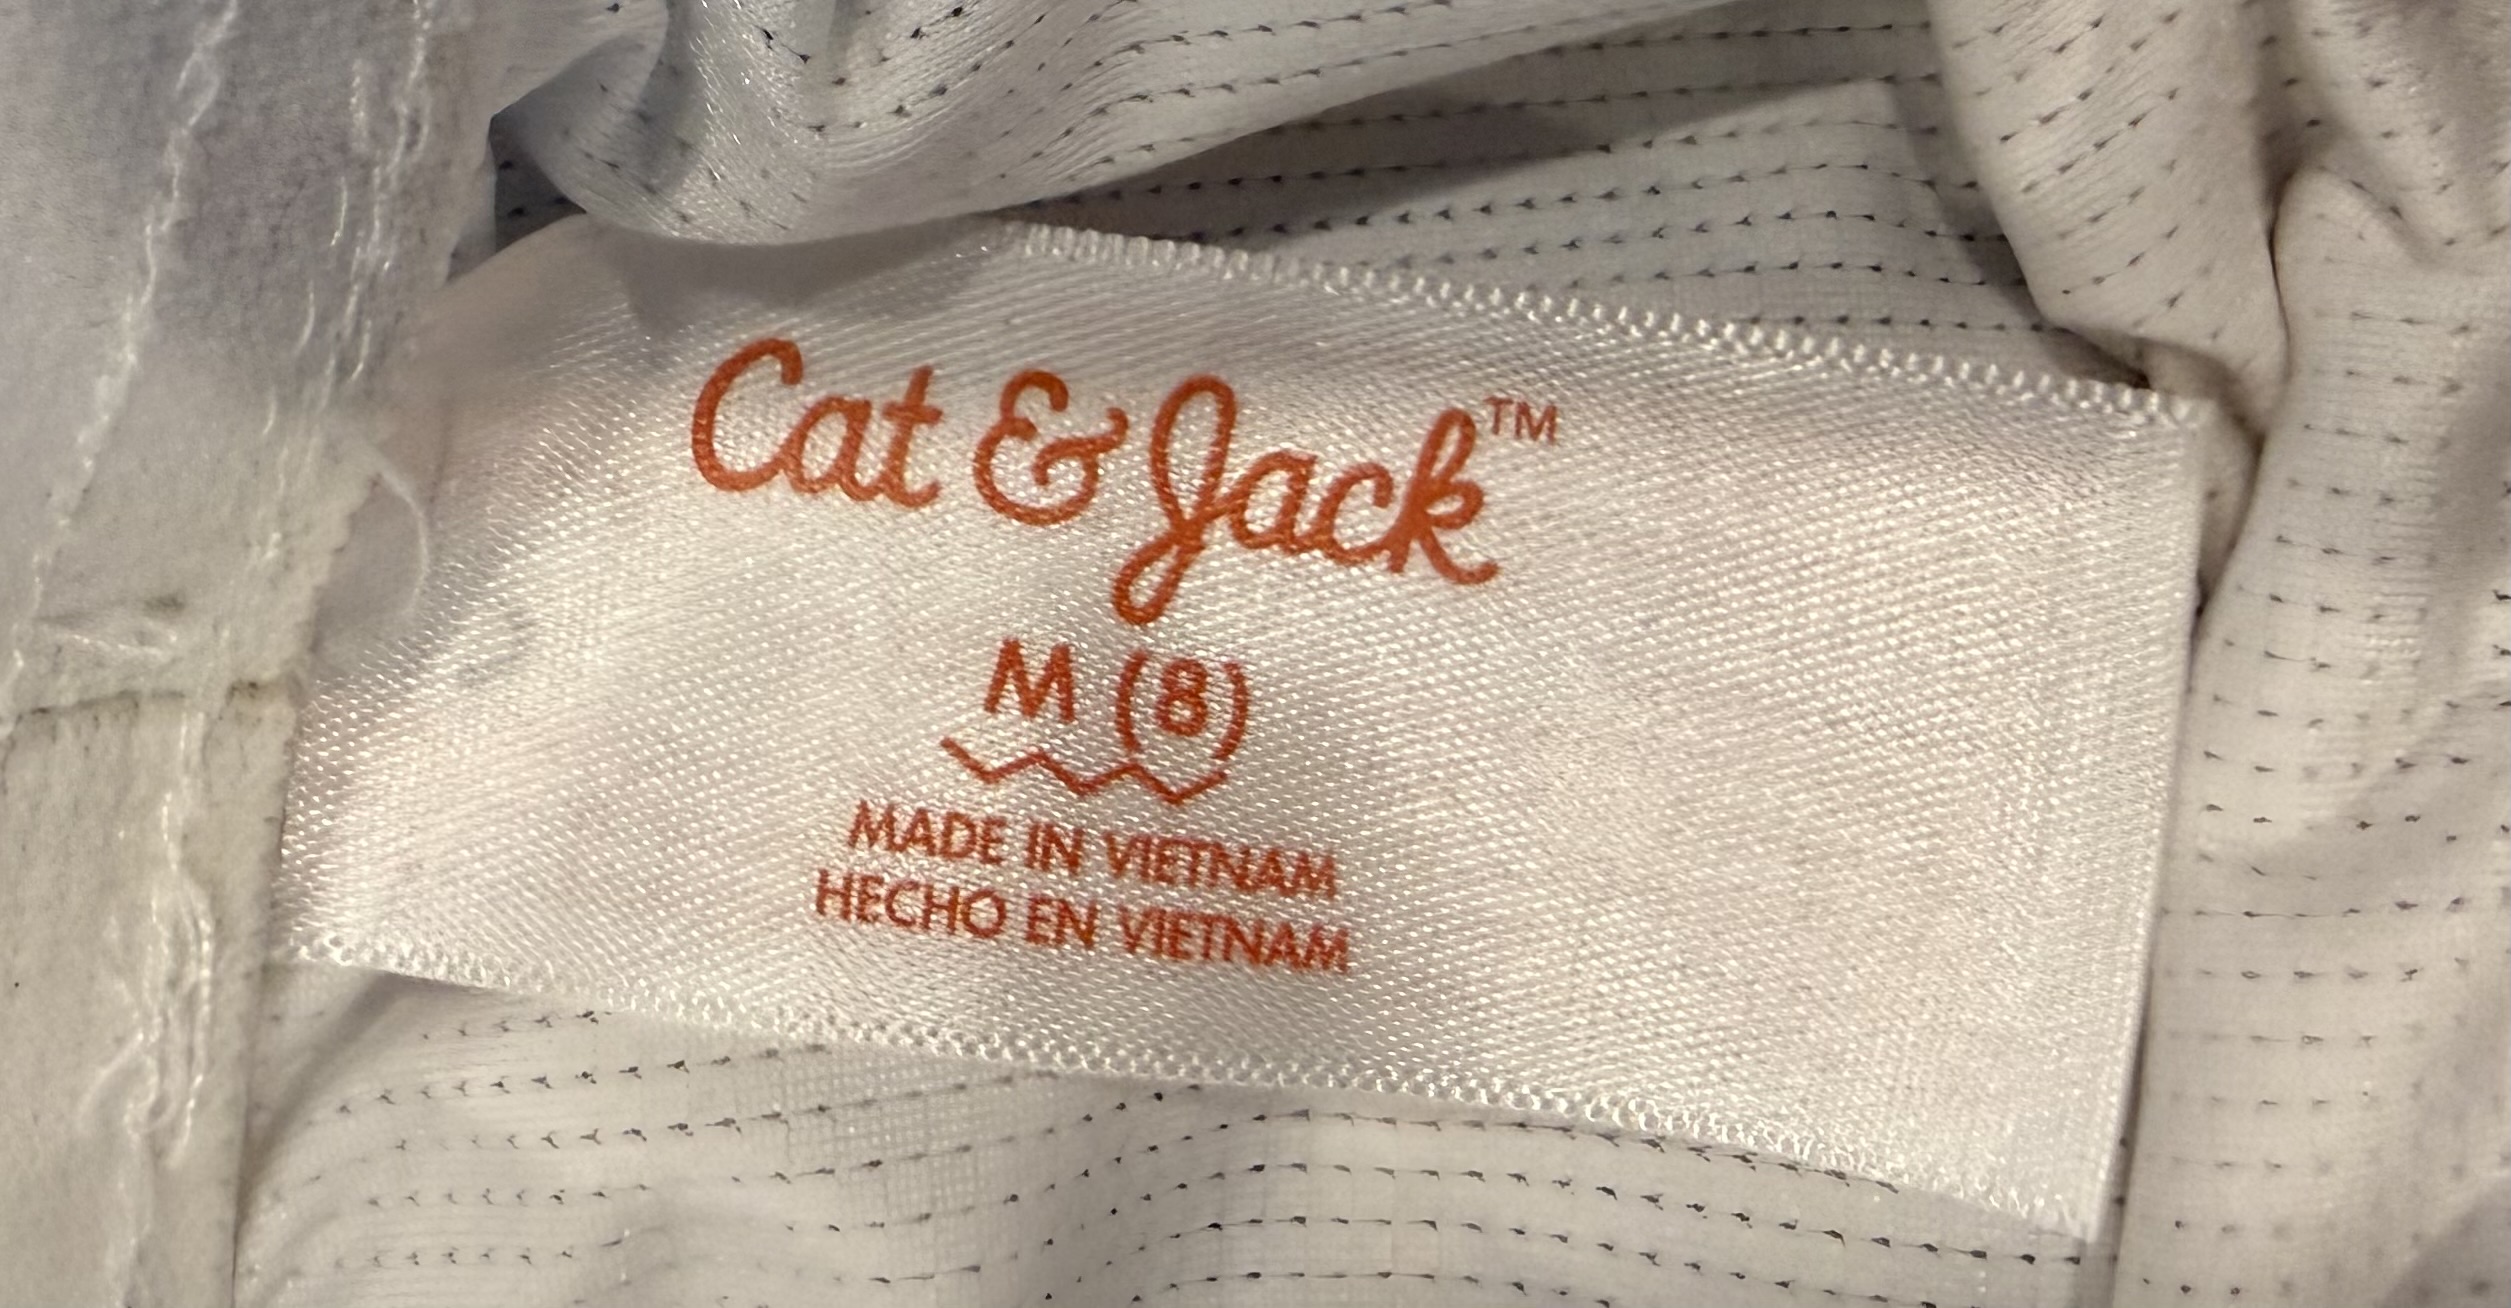 Cat & Jack™
M (8)
MADE IN VIETNAM
HECHO EN VIETNAM